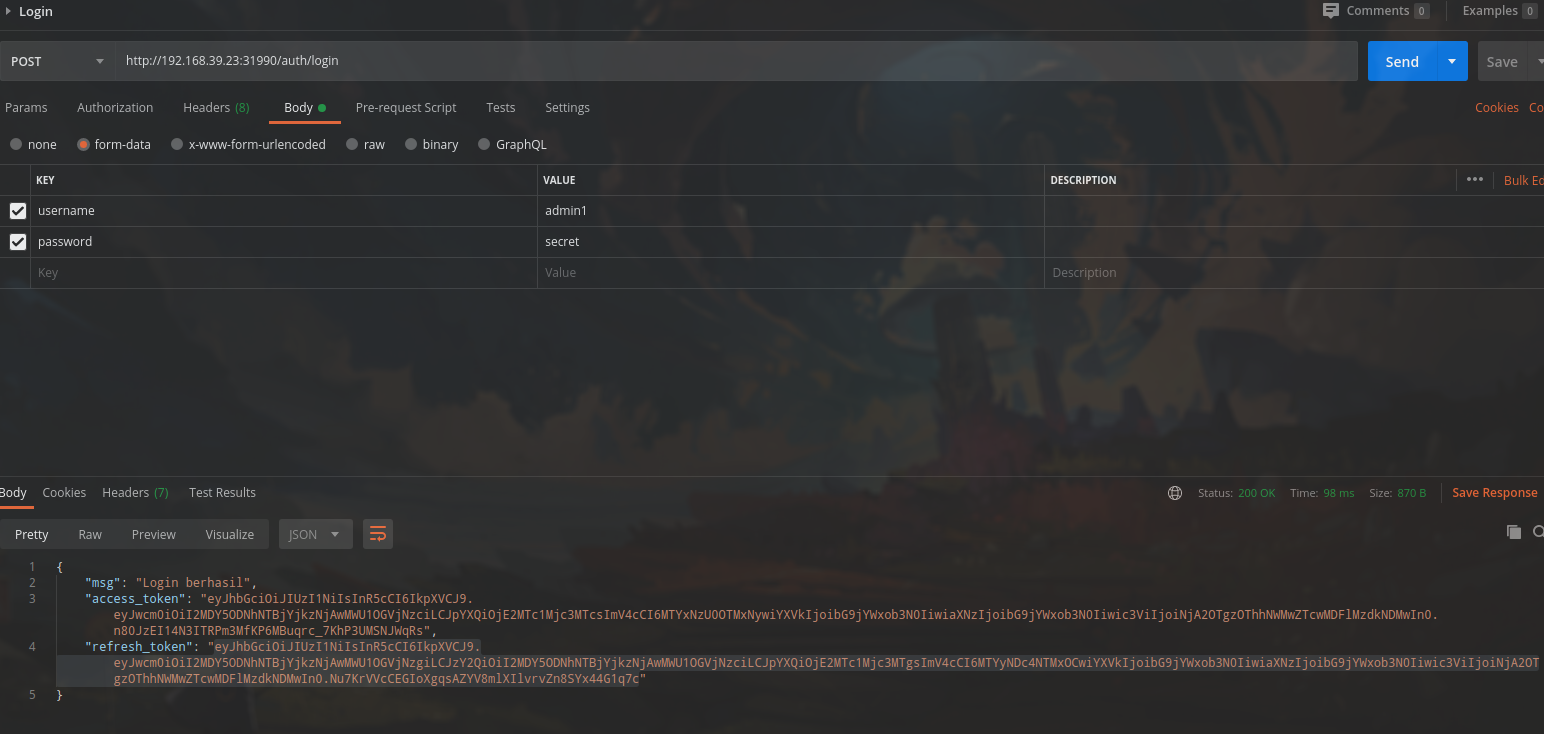 Login
Comments 0 Examples 0
POST http://192.168.39.23:31990/auth/login Send Save
Params Authorization Headers (8) Body Pre-request Script Tests Settings Cookies Co
none form-data x-www-form-urlencoded raw binary GraphQL
KEY VALUE DESCRIPTION ••• Bulk Ed
username admin1
password secret
Key Value Description
Body Cookies Headers (7) Test Results Status: 200 OK Time: 98 ms Size: 870 B Save Response
Pretty Raw Preview Visualize JSON
1 {
2 "msg": "Login berhasil",
3 "access_token": "eyJhbGciOiJIUzI1NiIsInR5cCI6IkpXVCJ9.
eyJwcm0iOiI2MDY5ODNhNTBjYjkzNjAwMWU1OGVjNzciLCJpYXQiOjE2MTc1Mjc3MTcsImV4cCI6MTYxNzU0OTMxNywiYXVkIjoibG9jYWxob3N0IiwiaXNzIjoibG9jYWxob3N0Iiwic3ViIjoiNjA2OTgzOThhNWMwZTcwMDFlMzdkNDMwIn0.
n8OJzEI14N3ITRPm3MfKP6MBuqrc_7KhP3UMSNJWqRs",
4 "refresh_token": "eyJhbGciOiJIUzI1NiIsInR5cCI6IkpXVCJ9.
eyJwcm0iOiI2MDY5ODNhNTBjYjkzNjAwMWU1OGVjNzgiLCJzY2QiOiI2MDY5ODNhNTBjYjkzNjAwMWU1OGVjNzciLCJpYXQiOjE2MTc1Mjc3MTgsImV4cCI6MTYyNDc4NTMxOCwiYXVkIjoibG9jYWxob3N0IiwiaXNzIjoibG9jYWxob3N0Iiwic3ViIjoiNjA2OT
gzOThhNWMwZTcwMDFlMzdkNDMwIn0.Nu7KrVVcCEGIoXgqsAZYV8mlXIlvrvZn8SYx44G1q7c"
5 }